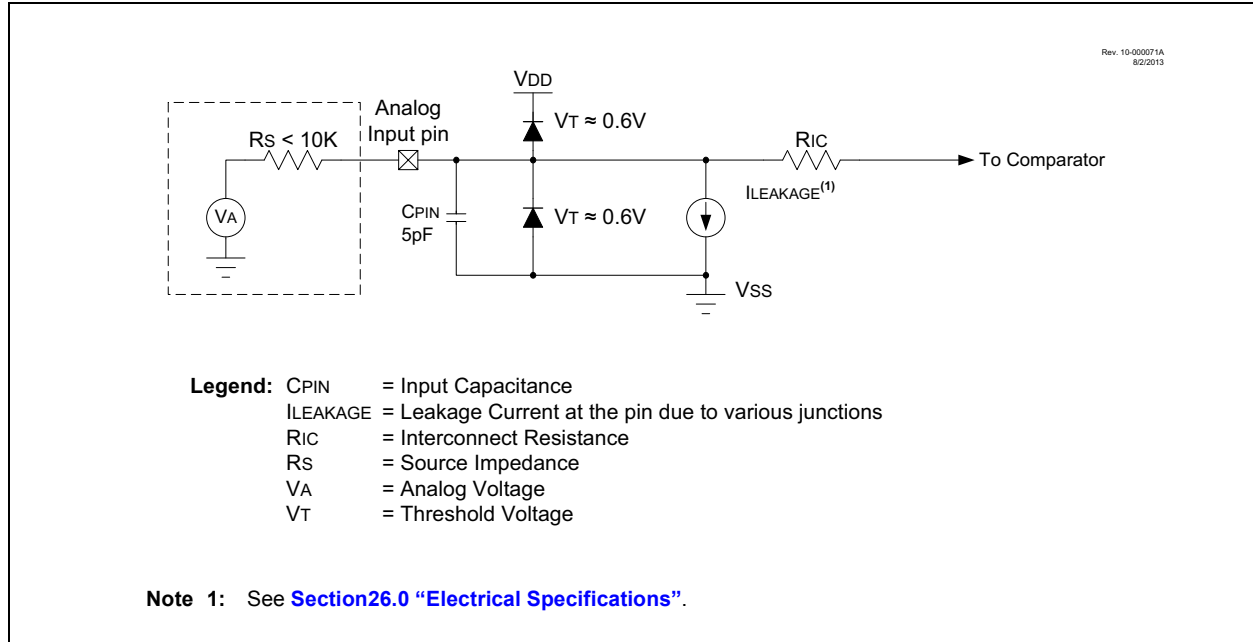 Rev. 10-000071A
8/2/2013
VDD
Analog
Input pin
VT ≈ 0.6V
RS < 10K
RIC
To Comparator
ILEAKAGE(1)
VA
CPIN
5pF
VT ≈ 0.6V
VSS
Legend: CPIN = Input Capacitance
ILEAKAGE = Leakage Current at the pin due to various junctions
RIC = Interconnect Resistance
RS = Source Impedance
VA = Analog Voltage
VT = Threshold Voltage
Note 1: See Section26.0 “Electrical Specifications”.